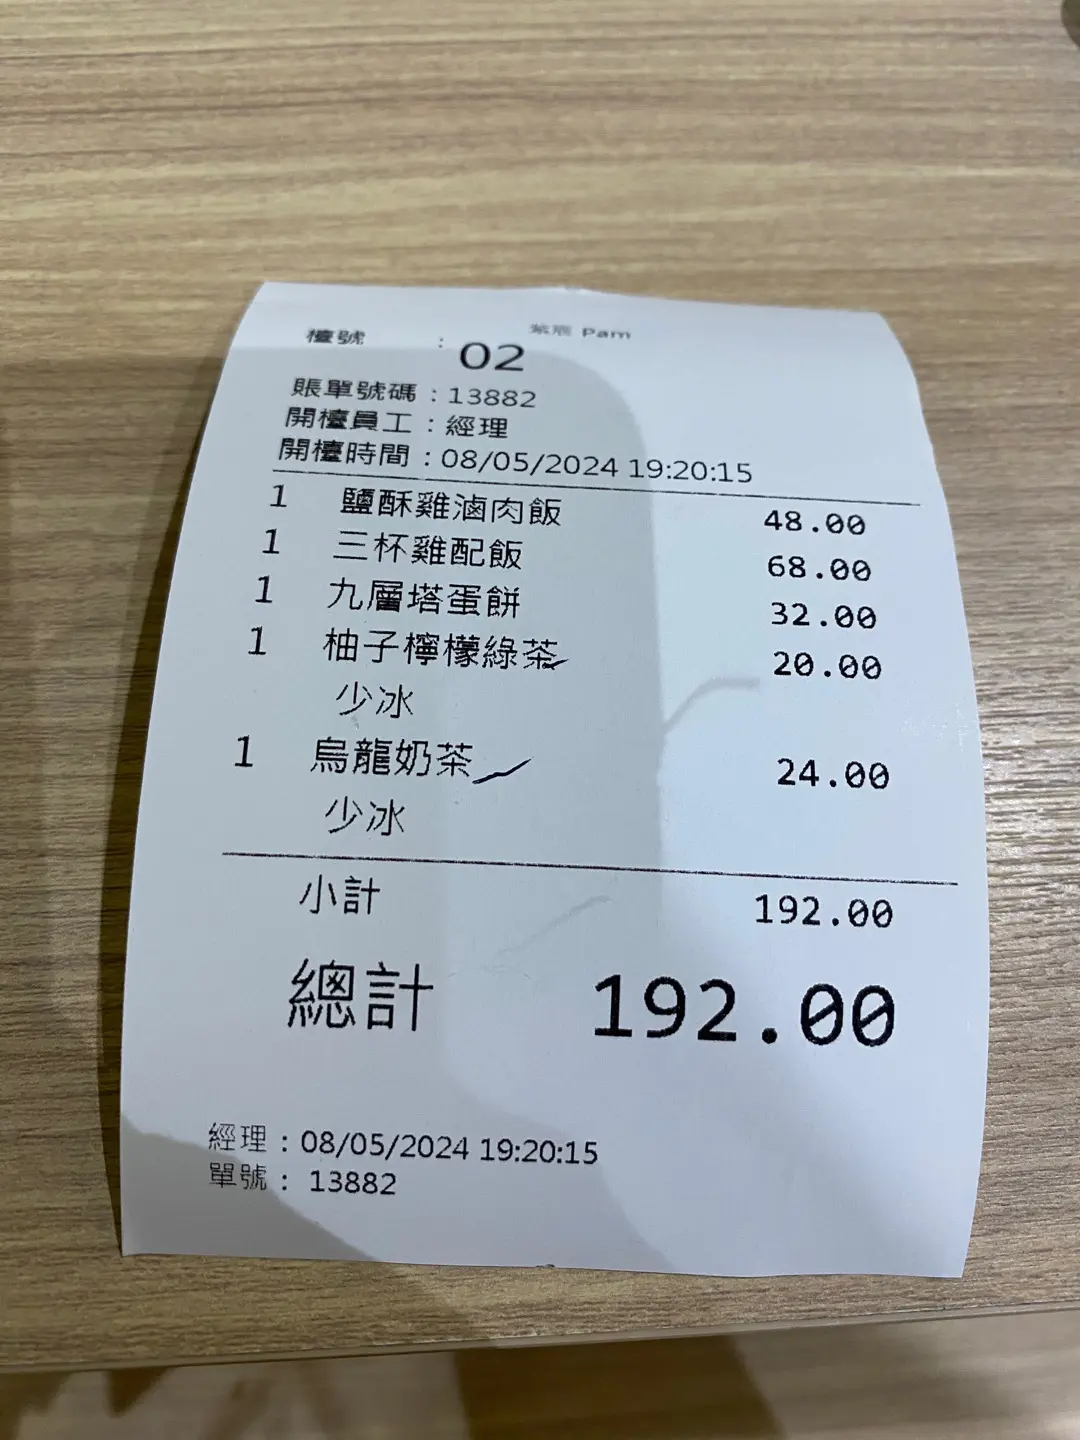 Pam
檯號 : 02
賬單號碼 : 13882
開檯員工 : 經理
開檯時間 : 08/05/2024 19:20:15
1 鹽酥雞滷肉飯 48.00
1 三杯雞配飯 68.00
1 九層塔蛋餅 32.00
1 柚子檸檬綠茶 20.00
少冰
1 烏龍奶茶 24.00
少冰
小計 192.00
總計 192.00
經理 : 08/05/2024 19:20:15
單號 : 13882